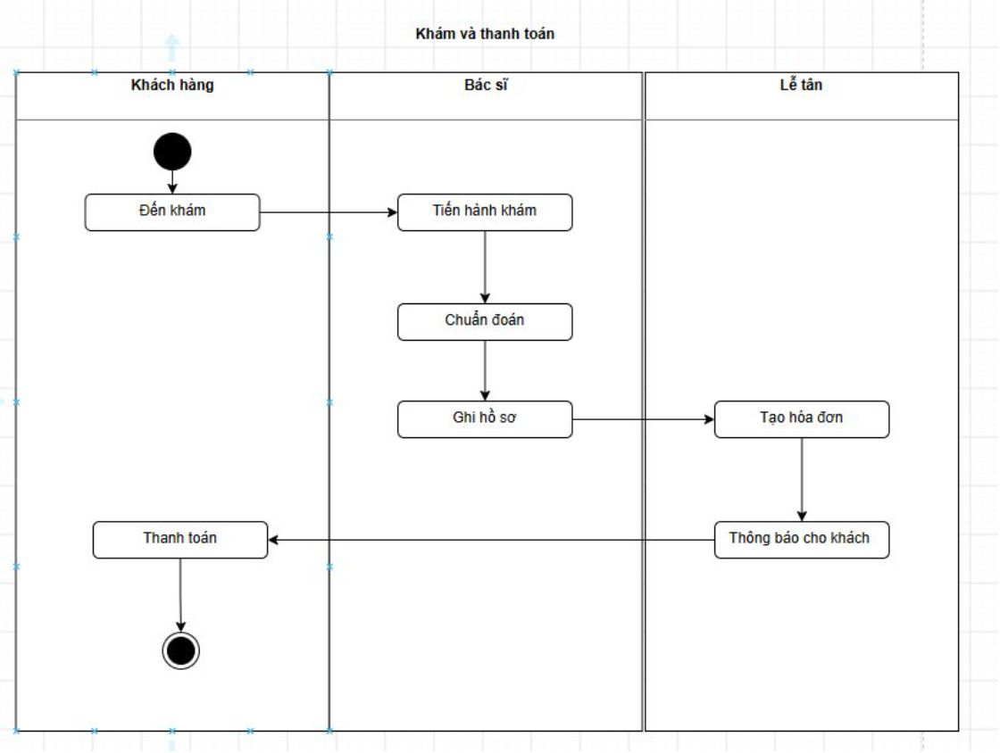 Khám và thanh toán
Khách hàng
Bác sĩ
Lễ tân
Đến khám
Tiến hành khám
Chuẩn đoán
Ghi hồ sơ
Tạo hóa đơn
Thanh toán
Thông báo cho khách